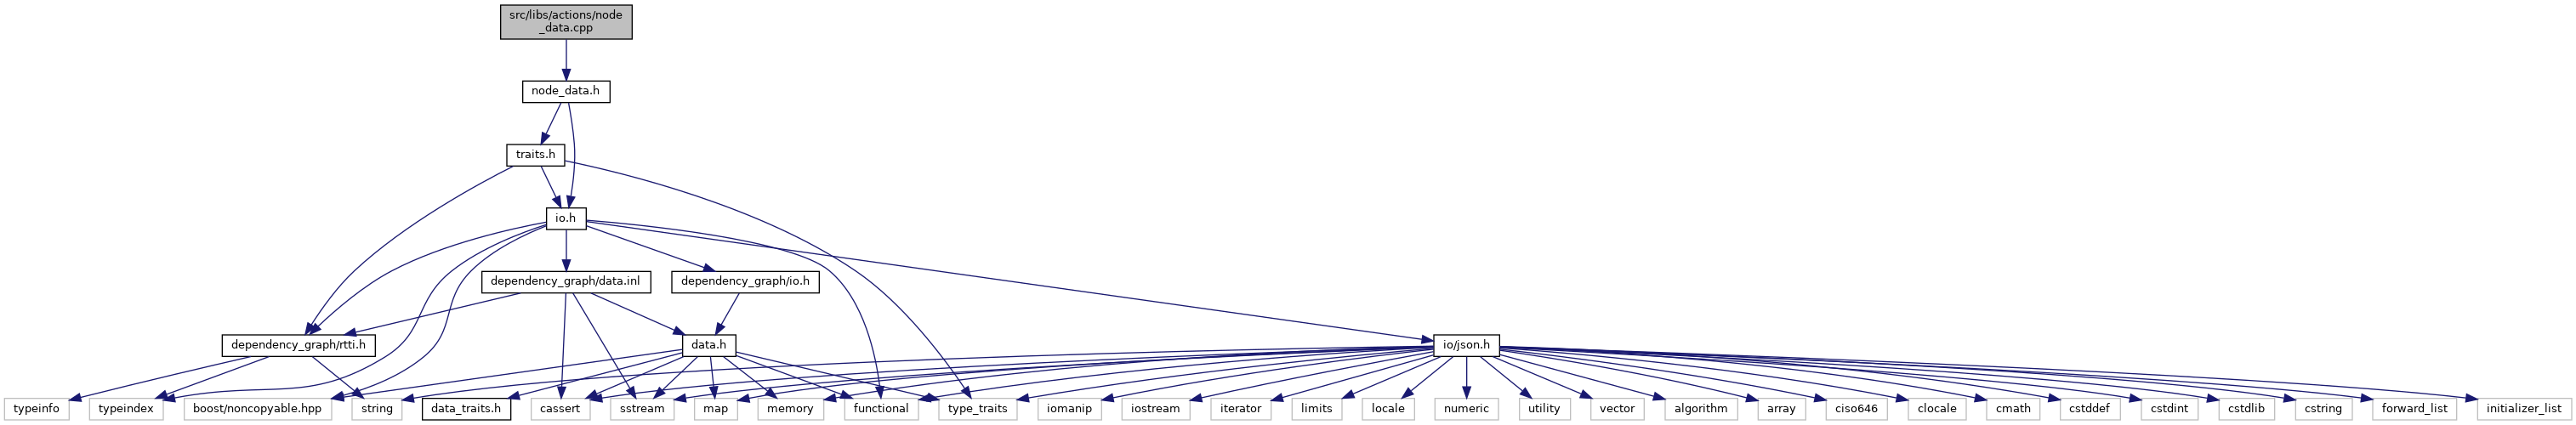 src/libs/actions/node
_data.cpp
node_data.h
traits.h
io.h
dependency_graph/data.inl
dependency_graph/io.h
dependency_graph/rtti.h
data.h
io/json.h
typeinfo
typeindex
boost/noncopyable.hpp
string
data_traits.h
cassert
sstream
map
memory
functional
type_traits
iomanip
iostream
iterator
limits
locale
numeric
utility
vector
algorithm
array
ciso646
clocale
cmath
cstddef
cstdint
cstdlib
cstring
forward_list
initializer_list